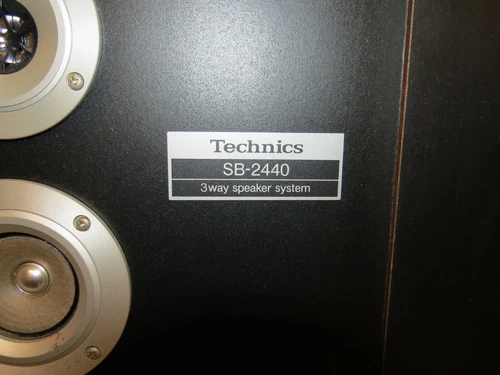 Technics
SB-2440
3way speaker system